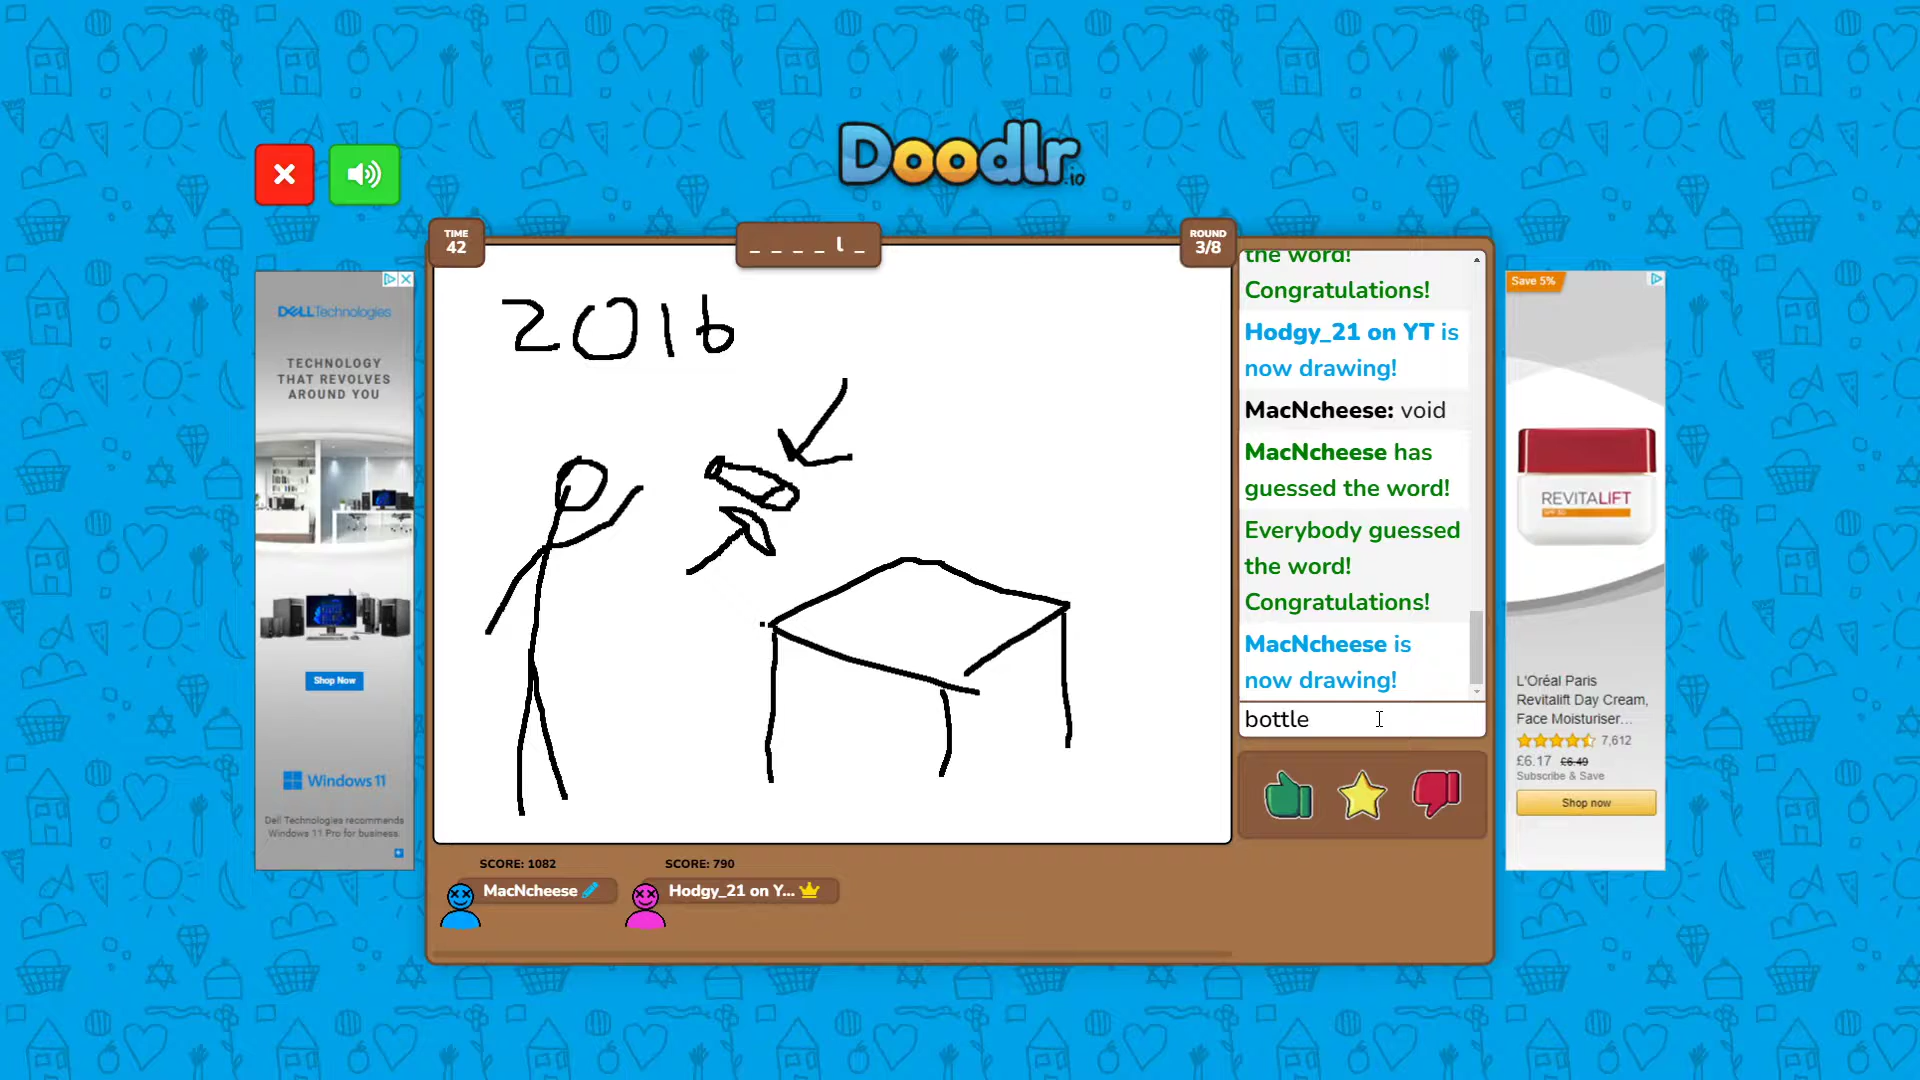 Doodlr.io
TIME
42
_ _ _ _ l _
ROUND
3/8
2016
the word!
Congratulations!
Hodgy_21 on YT is
now drawing!
MacNcheese: void
MacNcheese has
guessed the word!
Everybody guessed
the word!
Congratulations!
MacNcheese is
now drawing!
bottle
SCORE: 1082
MacNcheese
SCORE: 790
Hodgy_21 on Y...
DELL Technologies
TECHNOLOGY
THAT REVOLVES
AROUND YOU
Shop Now
Windows 11
Dell Technologies recommends
Windows 11 Pro for business.
Save 5%
REVITALIFT
L'Oréal Paris
Revitalift Day Cream,
Face Moisturiser...
7,612
£6.17 £6.49
Subscribe & Save
Shop now